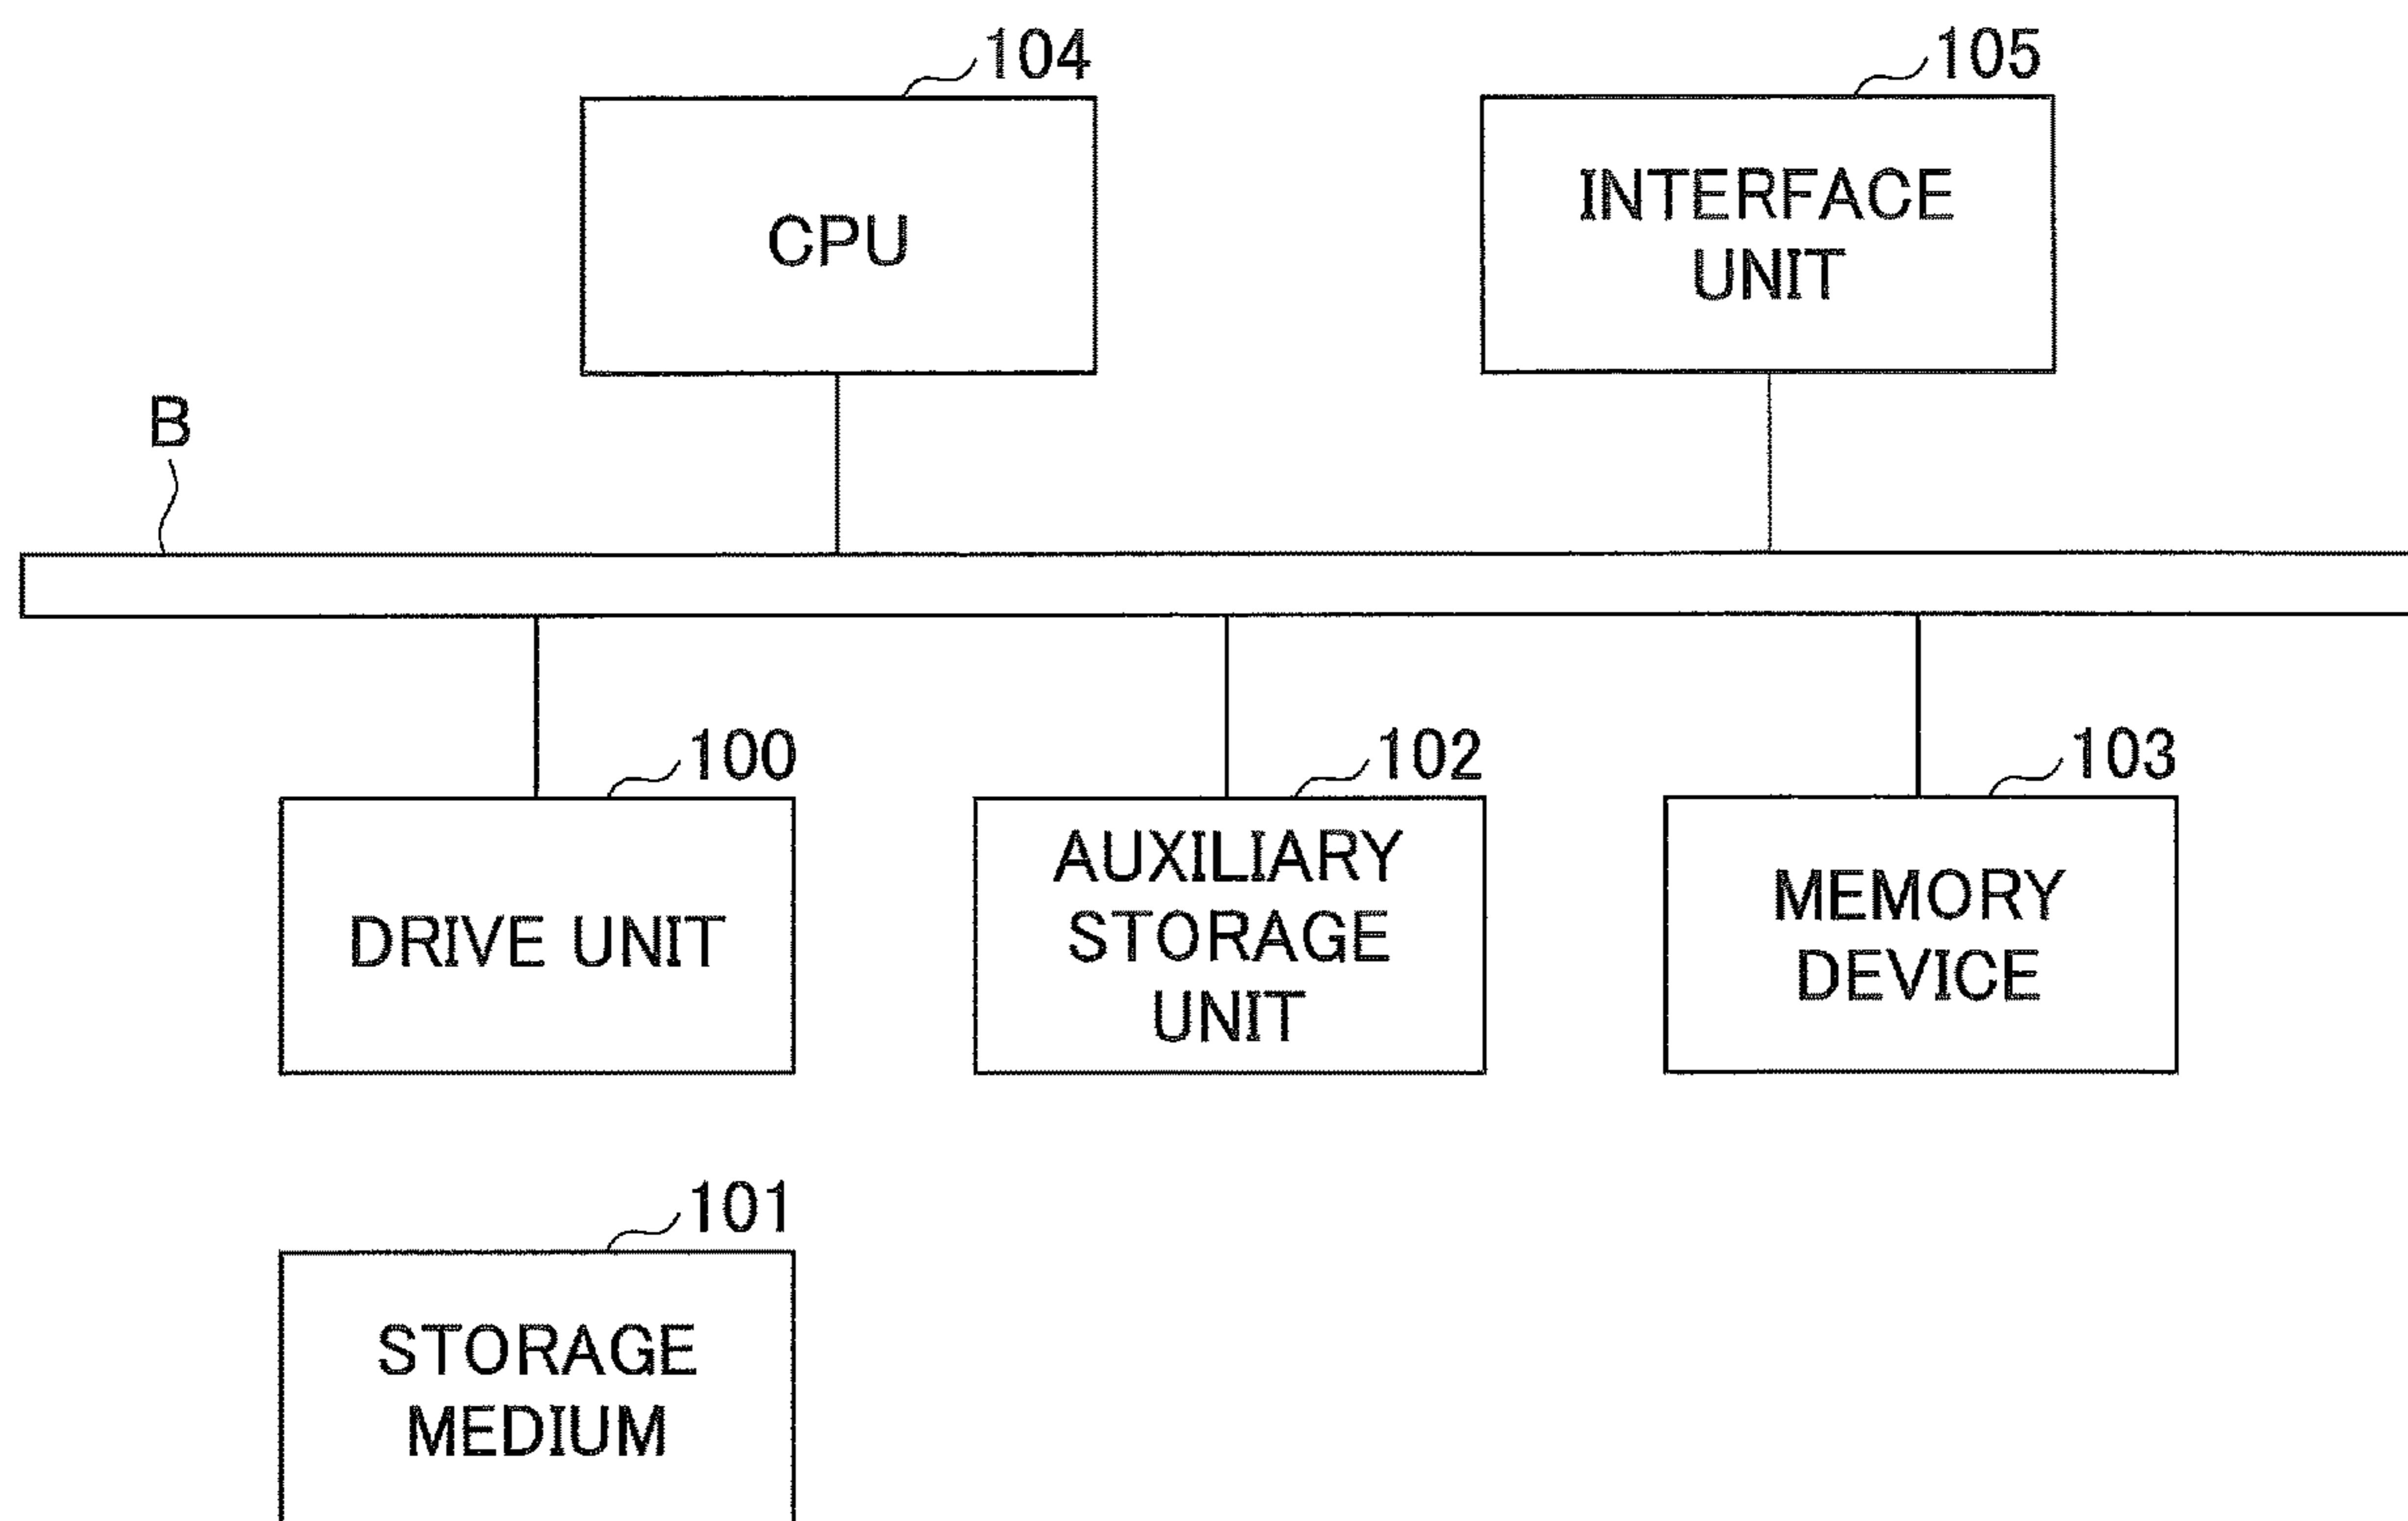 104
105
CPU
INTERFACE
UNIT
B
100
102
103
DRIVE UNIT
AUXILIARY
STORAGE
UNIT
MEMORY
DEVICE
101
STORAGE
MEDIUM